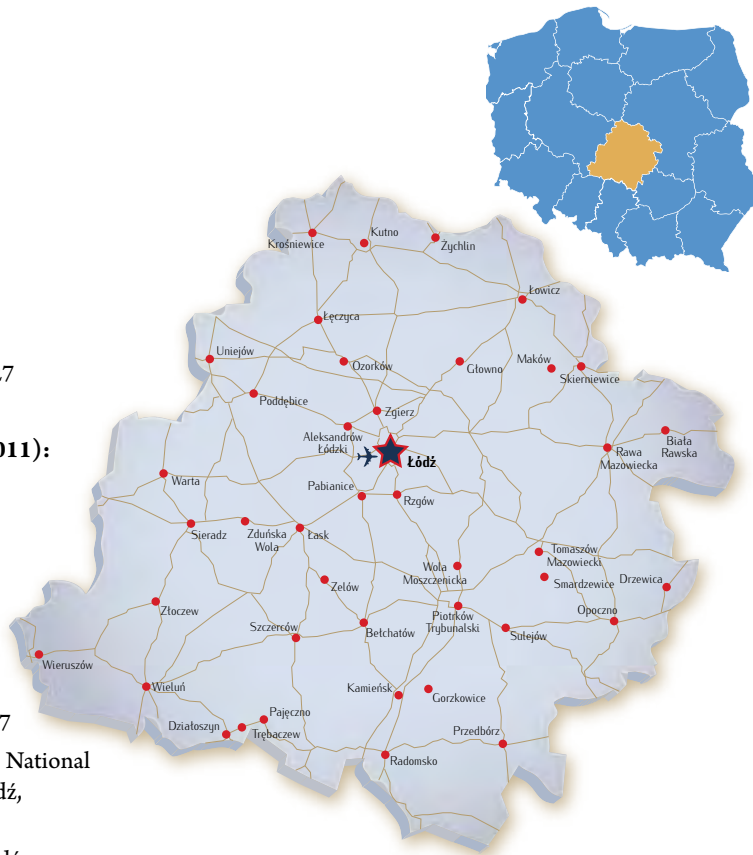 Kutno
Krośniewice
Żychlin
Łowicz
Łęczyca
Uniejów
Ozorków
Głowno
Maków
Skierniewice
7
Poddębice
Zgierz
Aleksandrów
Łódzki
011):
Łódź
Biała
Rawska
Rawa
Mazowiecka
Warta
Pabianice
Rzgów
Sieradz
Zduńska
Wola
Łask
Tomaszów
Mazowiecki
Wola
Moszczenicka
Smardzewice
Drzewica
Zelów
Złoczew
Szczerców
Bełchatów
Piotrków
Trybunalski
Sulejów
Opoczno
Wieruszów
Wieluń
Kamieńsk
Gorzkowice
Pajęczno
Działoszyn
Trębaczew
Przedbórz
7
National
Radomsko
dź,